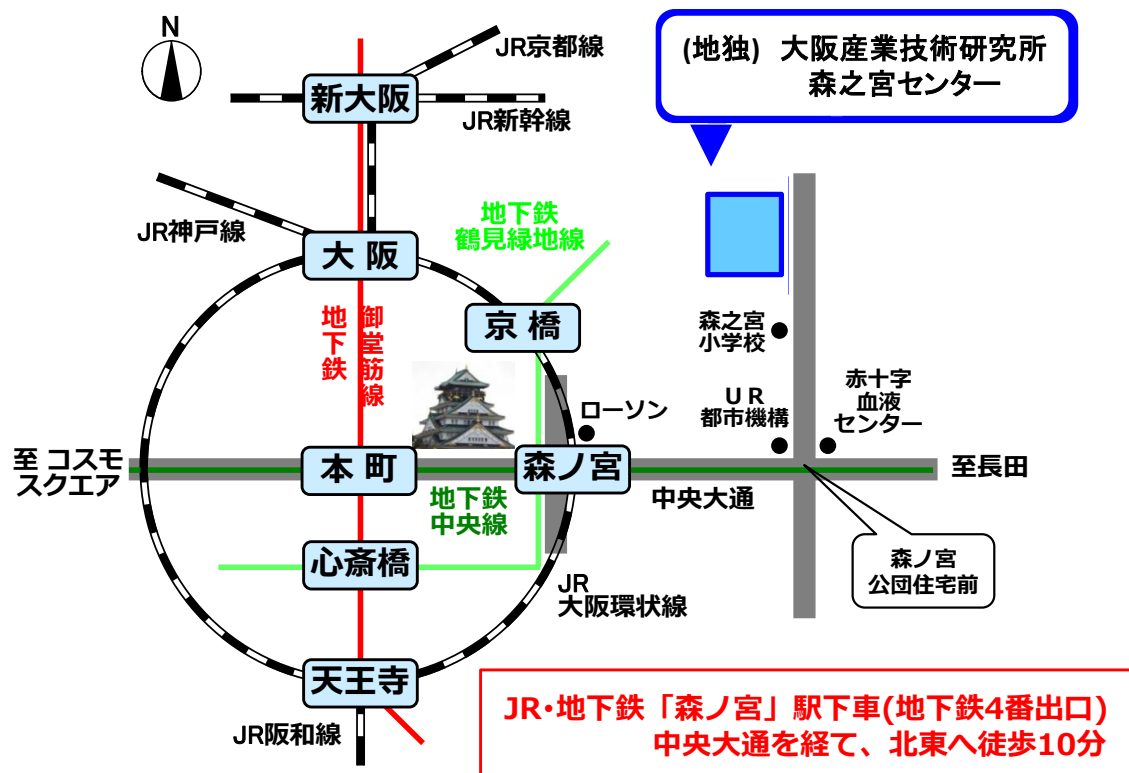 N
JR京都線
新大阪
JR新幹線
(地独) 大阪産業技術研究所
森之宮センター
JR神戸線
大 阪
地下鉄
鶴見緑地線
京 橋
地下鉄
御堂筋線
森之宮
小学校
ローソン
UR
都市機構
赤十字
血液
センター
至 コスモ
スクエア
本 町
地下鉄
中央線
森ノ宮
中央大通
至長田
心斎橋
森ノ宮
公団住宅前
JR
大阪環状線
天王寺
JR阪和線
JR・地下鉄「森ノ宮」駅下車(地下鉄4番出口)
中央大通を経て、北東へ徒歩10分